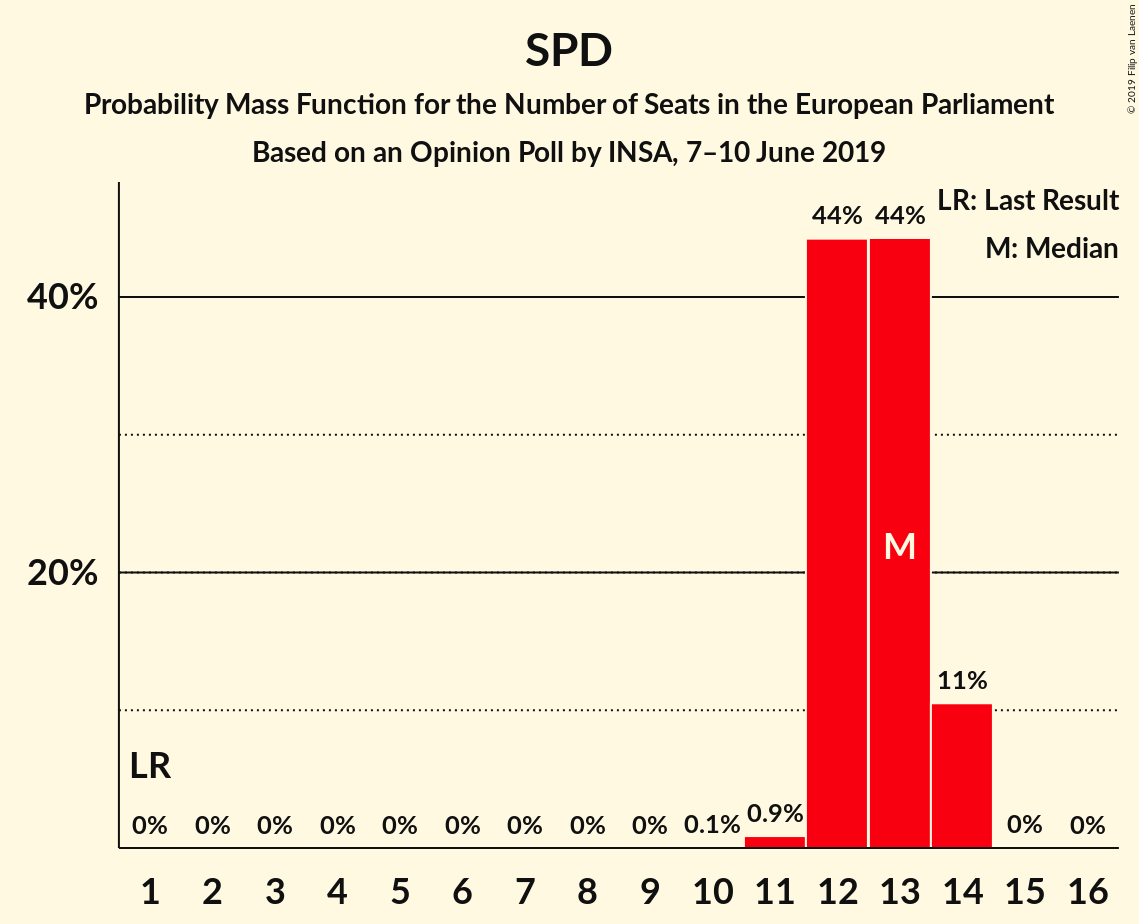 SPD
Probability Mass Function for the Number of Seats in the European Parliament
Based on an Opinion Poll by INSA, 7–10 June 2019
© 2019 Filip van Laenen
LR: Last Result
M: Median
44% 44%
40%
M
20%
11%
LR
0% 0% 0% 0% 0% 0% 0% 0% 0% 0.1% 0.9% 0% 0%
1 2 3 4 5 6 7 8 9 10 11 12 13 14 15 16